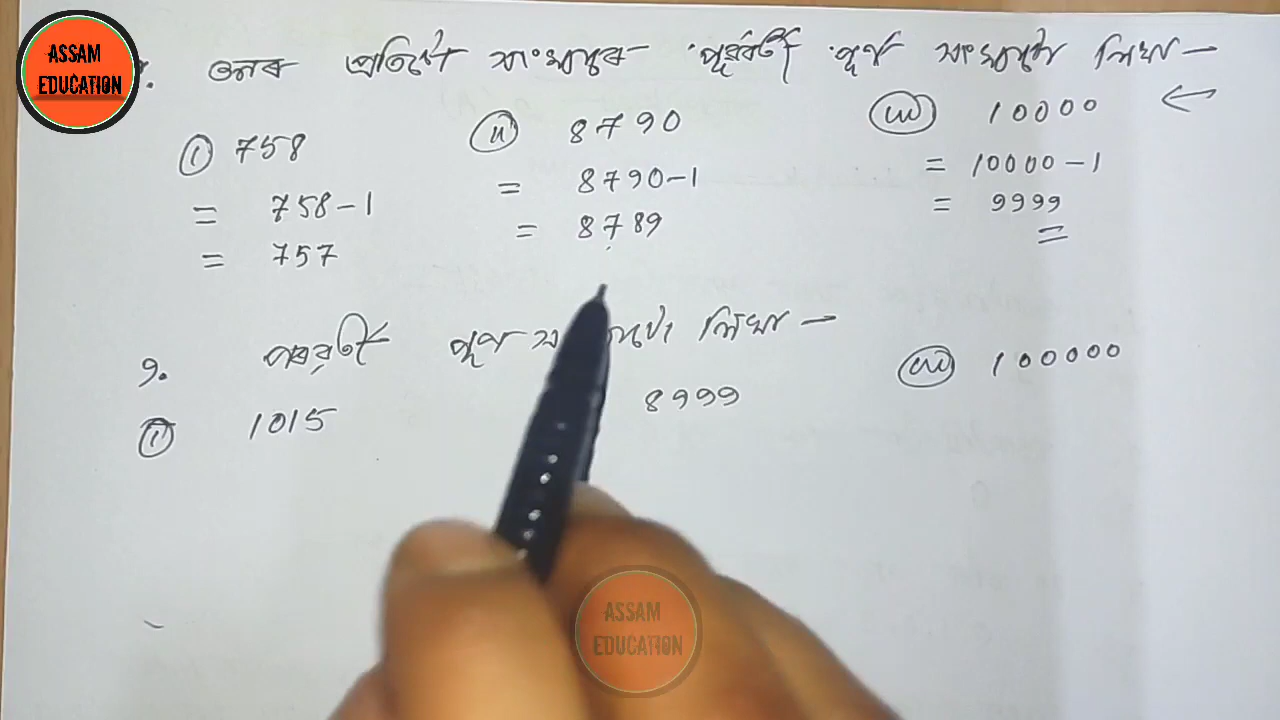 ASSAM
EDUCATION
তলৰ প্ৰতিটো সংখ্যাৰ পূৰ্ববৰ্তী পূৰ্ণ সংখ্যাটো লিখা —
(i) 758 (ii) 8790 (iii) 10000 ←
= 758-1 = 8790-1 = 10000-1
= 757 = 8789 = 9999
২. পৰৱৰ্তী পূৰ্ণ লিখা —
(i) 1015 8999 (iii) 100000
ASSAM
EDUCATION